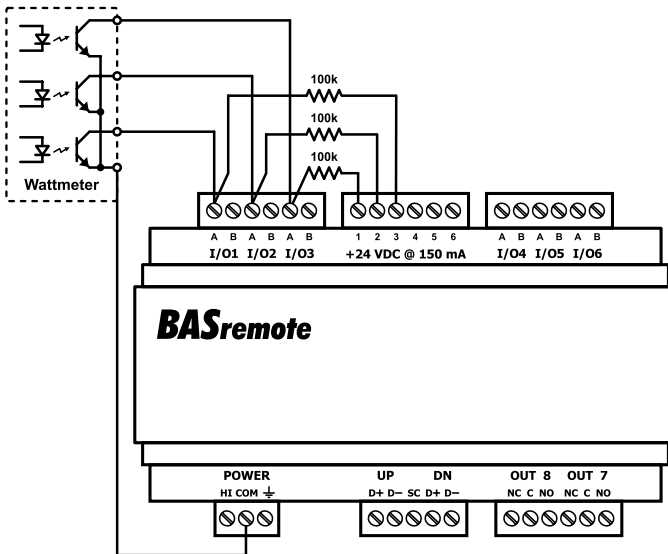 100k
100k
100k
Wattmeter
A B A B A B
1 2 3 4 5 6
A B A B A B
I/O1 I/O2 I/O3
+24 VDC @ 150 mA
I/O4 I/O5 I/O6
BASremote
POWER
UP DN
OUT 8 OUT 7
HI COM
D+ D− SC D+ D−
NC C NO NC C NO